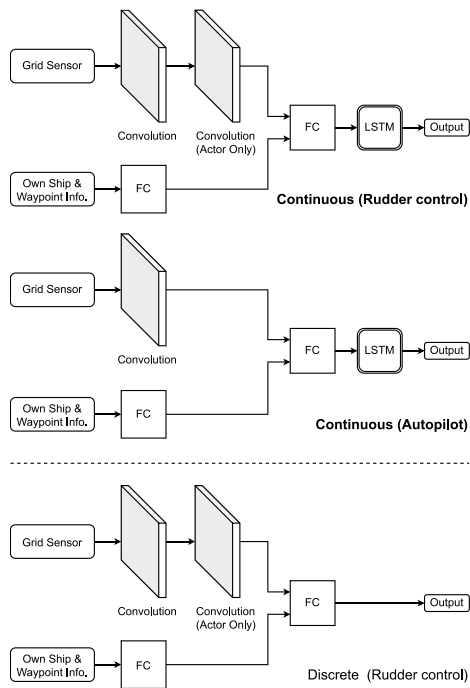 Grid Sensor
Convolution
Convolution
(Actor Only)
FC
LSTM
Output
Own Ship &
Waypoint Info.
FC
Continuous (Rudder control)
Grid Sensor
Convolution
FC
LSTM
Output
Own Ship &
Waypoint Info.
FC
Continuous (Autopilot)
Grid Sensor
Convolution
Convolution
(Actor Only)
FC
Output
Own Ship &
Waypoint Info.
FC
Discrete (Rudder control)